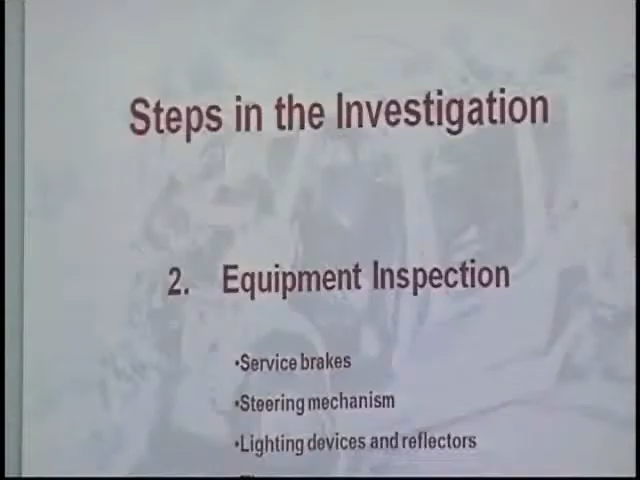 Steps in the Investigation
2. Equipment Inspection
•Service brakes
•Steering mechanism
•Lighting devices and reflectors